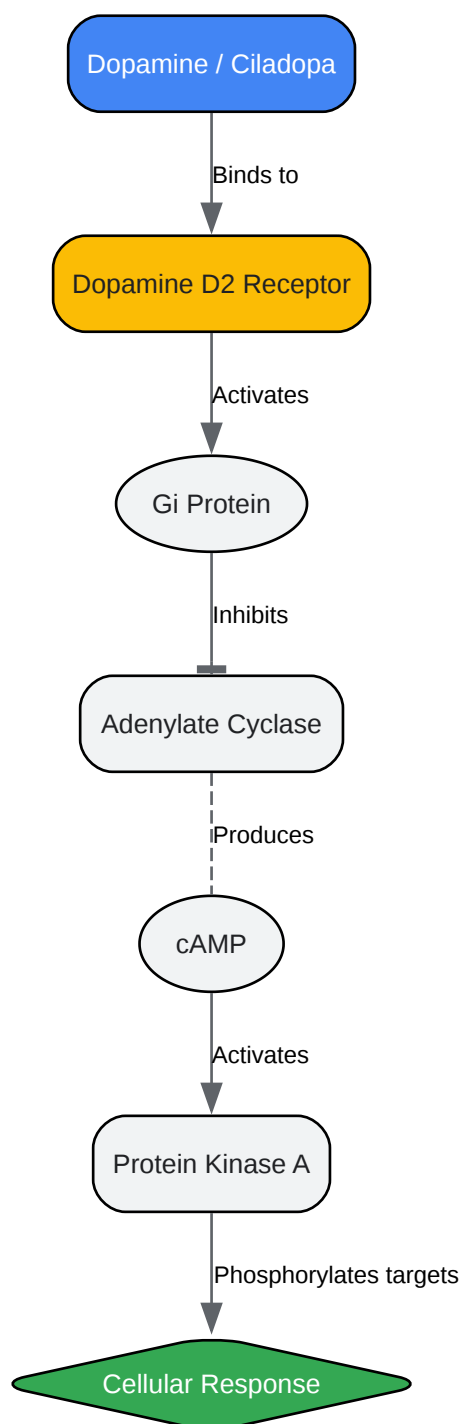 Dopamine / Ciladopa
Binds to
Dopamine D2 Receptor
Activates
Gi Protein
Inhibits
Adenylate Cyclase
Produces
cAMP
Activates
Protein Kinase A
Phosphorylates targets
Cellular Response